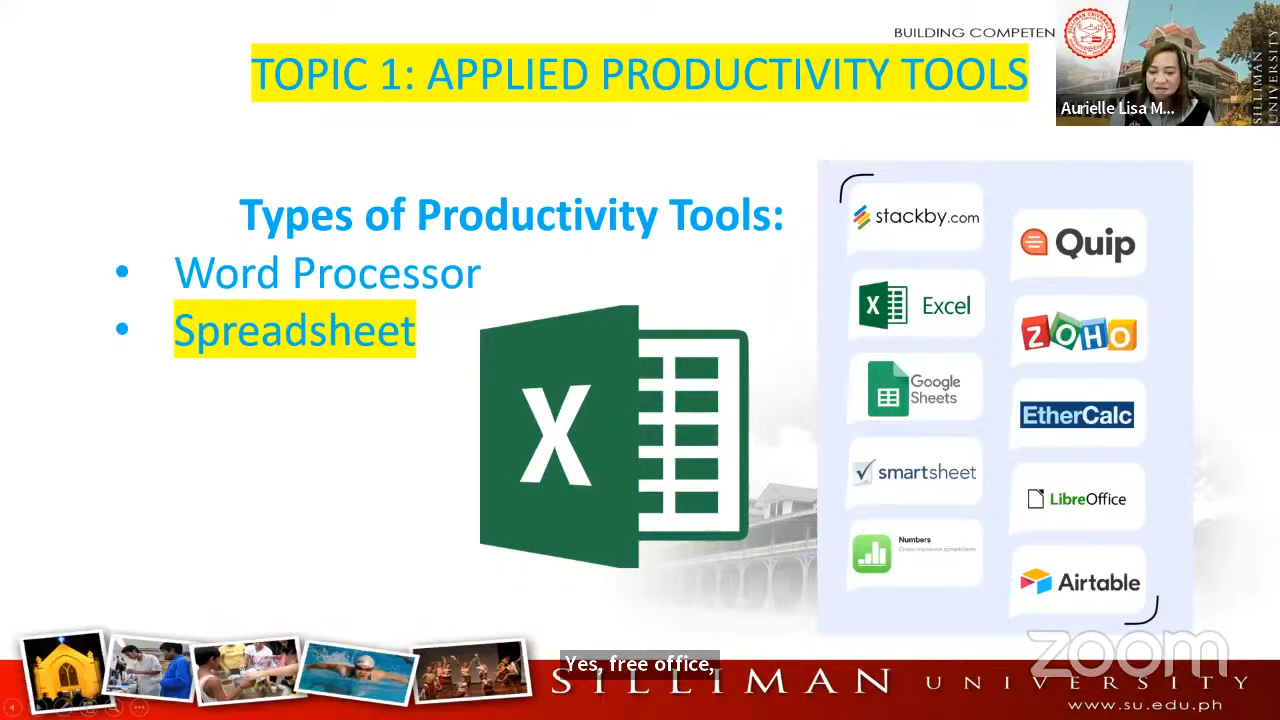 BUILDING COMPETEN
TOPIC 1: APPLIED PRODUCTIVITY TOOLS
Aurielle Lisa M...
SILLIMAN
UNIVERSITY
Types of Productivity Tools:
• Word Processor
• Spreadsheet
X
stackby.com
Quip
X Excel
ZOHO
Google
Sheets
EtherCalc
smartsheet
LibreOffice
Numbers
Airtable
zoom
Yes, free office,
SILLIMAN UNIVERSITY
www.su.edu.ph